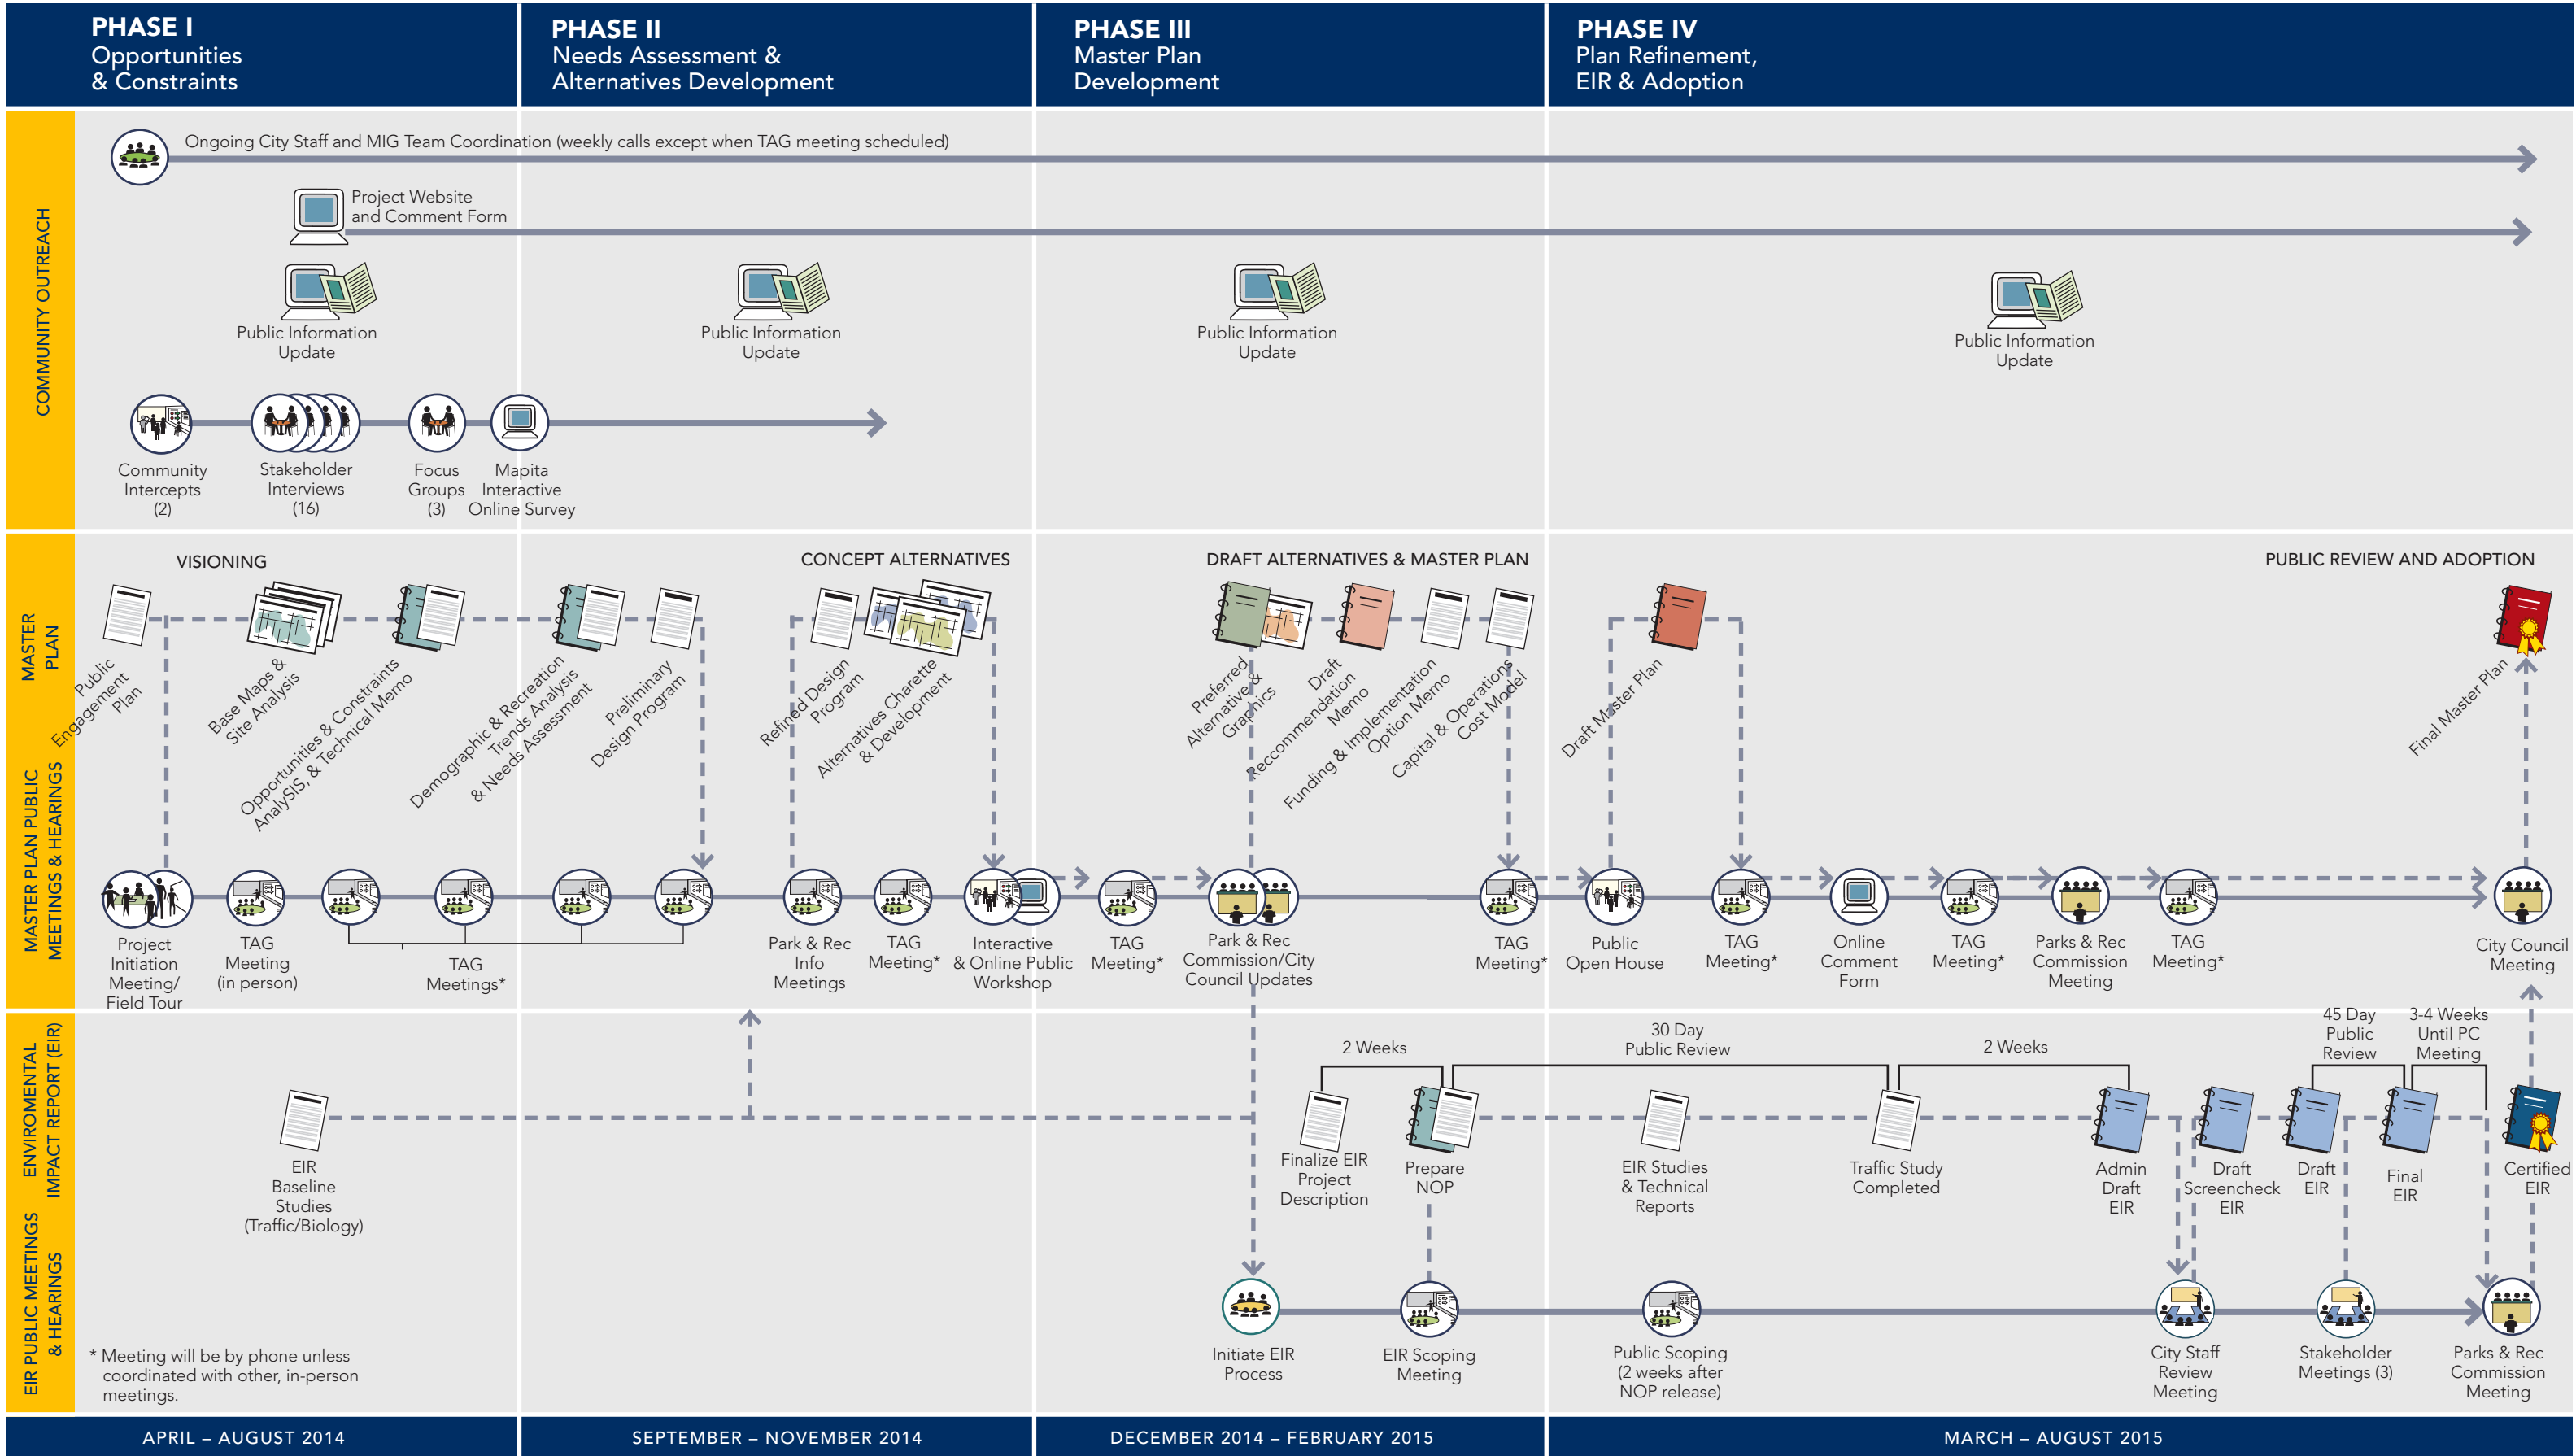 PHASE I
Opportunities
& Constraints
PHASE II
Needs Assessment &
Alternatives Development
PHASE III
Master Plan
Development
PHASE IV
Plan Refinement,
EIR & Adoption
COMMUNITY OUTREACH
Ongoing City Staff and MIG Team Coordination (weekly calls except when TAG meeting scheduled)
Project Website
and Comment Form
Public Information
Update
Public Information
Update
Public Information
Update
Public Information
Update
Community
Intercepts
(2)
Stakeholder
Interviews
(16)
Focus
Groups
(3)
Mapita
Interactive
Online Survey
MASTER
PLAN
VISIONING
CONCEPT ALTERNATIVES
DRAFT ALTERNATIVES & MASTER PLAN
PUBLIC REVIEW AND ADOPTION
Public
Engagement
Plan
Base Maps &
Site Analysis
Opportunities & Constraints
AnalySIS, & Technical Memo
Demographic & Recreation
Trends Analysis
& Needs Assessment
Preliminary
Design Program
Refined Design
Program
Alternatives Charette
& Development
Preferred
Alternative &
Graphics
Draft
Reccommendation
Memo
Funding & Implementation
Option Memo
Capital & Operations
Cost Model
Draft Master Plan
Final Master Plan
MASTER PLAN PUBLIC
MEETINGS & HEARINGS
Project
Initiation
Meeting/
Field Tour
TAG
Meeting
(in person)
TAG
Meetings*
Park & Rec
Info
Meetings
TAG
Meeting*
Interactive
& Online Public
Workshop
TAG
Meeting*
Park & Rec
Commission/City
Council Updates
TAG
Meeting*
Public
Open House
TAG
Meeting*
Online
Comment
Form
TAG
Meeting*
Parks & Rec
Commission
Meeting
TAG
Meeting*
City Council
Meeting
ENVIROMENTAL
IMPACT REPORT (EIR)
2 Weeks
30 Day
Public Review
2 Weeks
45 Day
Public
Review
3-4 Weeks
Until PC
Meeting
EIR
Baseline
Studies
(Traffic/Biology)
Finalize EIR
Project
Description
Prepare
NOP
EIR Studies
& Technical
Reports
Traffic Study
Completed
Admin
Draft
EIR
Draft
Screencheck
EIR
Draft
EIR
Final
EIR
Certified
EIR
EIR PUBLIC MEETINGS
& HEARINGS
Initiate EIR
Process
EIR Scoping
Meeting
Public Scoping
(2 weeks after
NOP release)
City Staff
Review
Meeting
Stakeholder
Meetings (3)
Parks & Rec
Commission
Meeting
* Meeting will be by phone unless
coordinated with other, in-person
meetings.
APRIL – AUGUST 2014
SEPTEMBER – NOVEMBER 2014
DECEMBER 2014 – FEBRUARY 2015
MARCH – AUGUST 2015